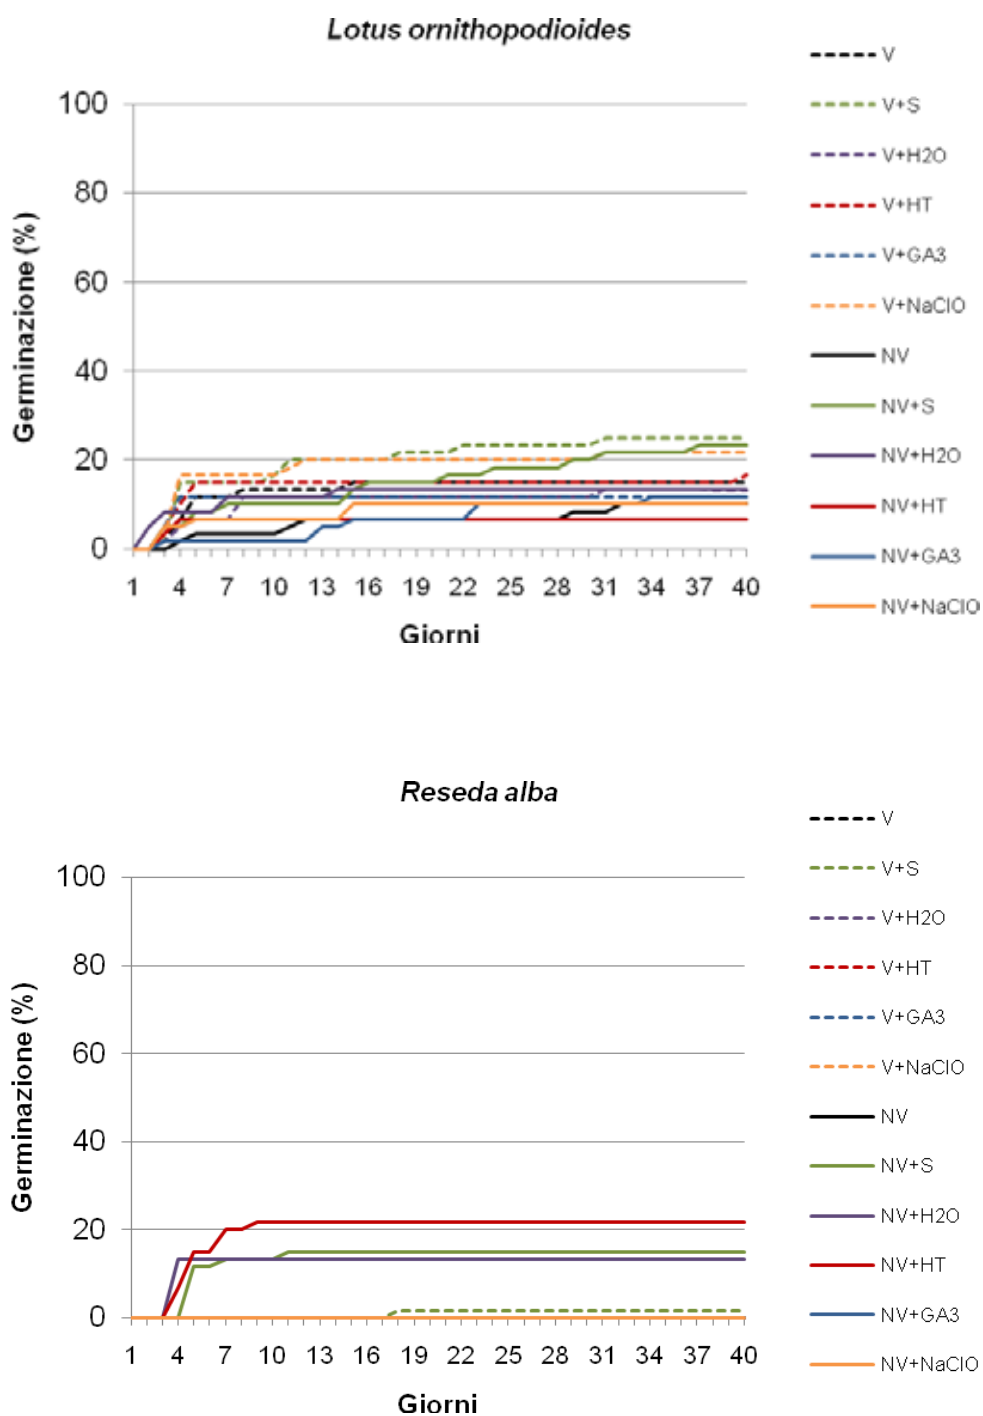 Lotus ornithopodioides
Germinazione (%)
100
80
60
40
20
0
1 4 7 10 13 16 19 22 25 28 31 34 37 40
Giorni
V
V+S
V+H2O
V+HT
V+GA3
V+NaClO
NV
NV+S
NV+H2O
NV+HT
NV+GA3
NV+NaClO
Reseda alba
Germinazione (%)
100
80
60
40
20
0
1 4 7 10 13 16 19 22 25 28 31 34 37 40
Giorni
V
V+S
V+H2O
V+HT
V+GA3
V+NaClO
NV
NV+S
NV+H2O
NV+HT
NV+GA3
NV+NaClO